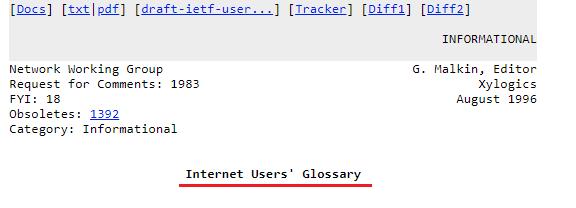 [Docs] [txt|pdf] [draft-ietf-user...] [Tracker] [Diff1] [Diff2]
INFORMATIONAL
Network Working Group G. Malkin, Editor
Request for Comments: 1983 Xylogics
FYI: 18 August 1996
Obsoletes: 1392
Category: Informational
Internet Users' Glossary